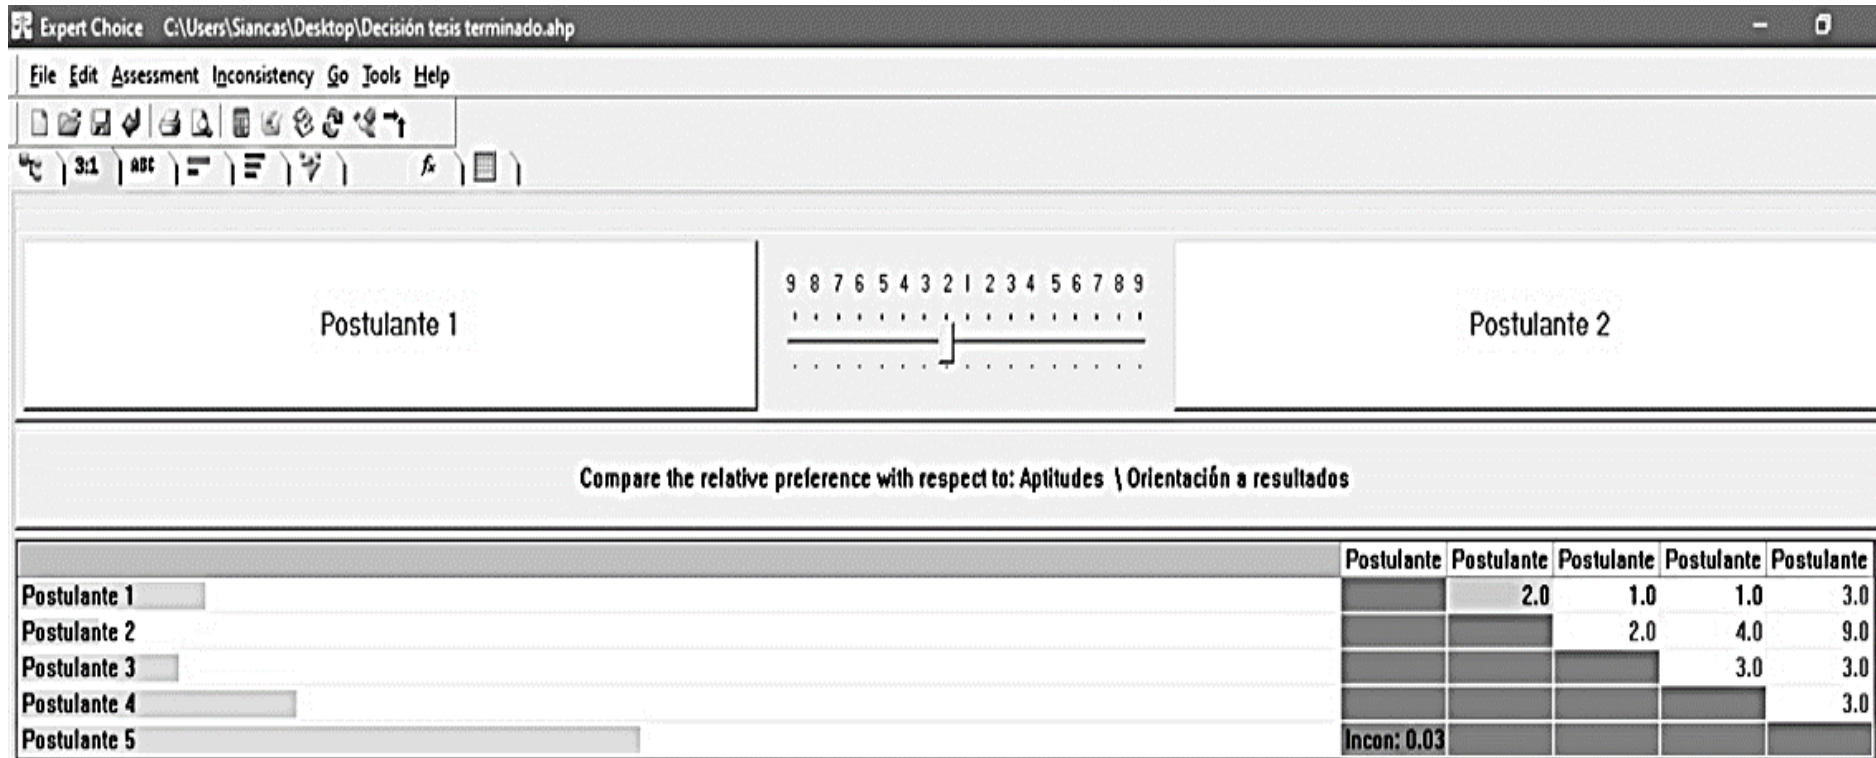 Expert Choice C:\Users\Siancas\Desktop\Decisión tesis terminado.ahp
File Edit Assessment Inconsistency Go Tools Help
3:1 ABC fx
Postulante 1
9 8 7 6 5 4 3 2 1 2 3 4 5 6 7 8 9
Postulante 2
Compare the relative preference with respect to: Aptitudes \ Orientación a resultados
Postulante Postulante Postulante Postulante Postulante
Postulante 1 2.0 1.0 1.0 3.0
Postulante 2 2.0 4.0 9.0
Postulante 3 3.0 3.0
Postulante 4 3.0
Postulante 5 Incon: 0.03